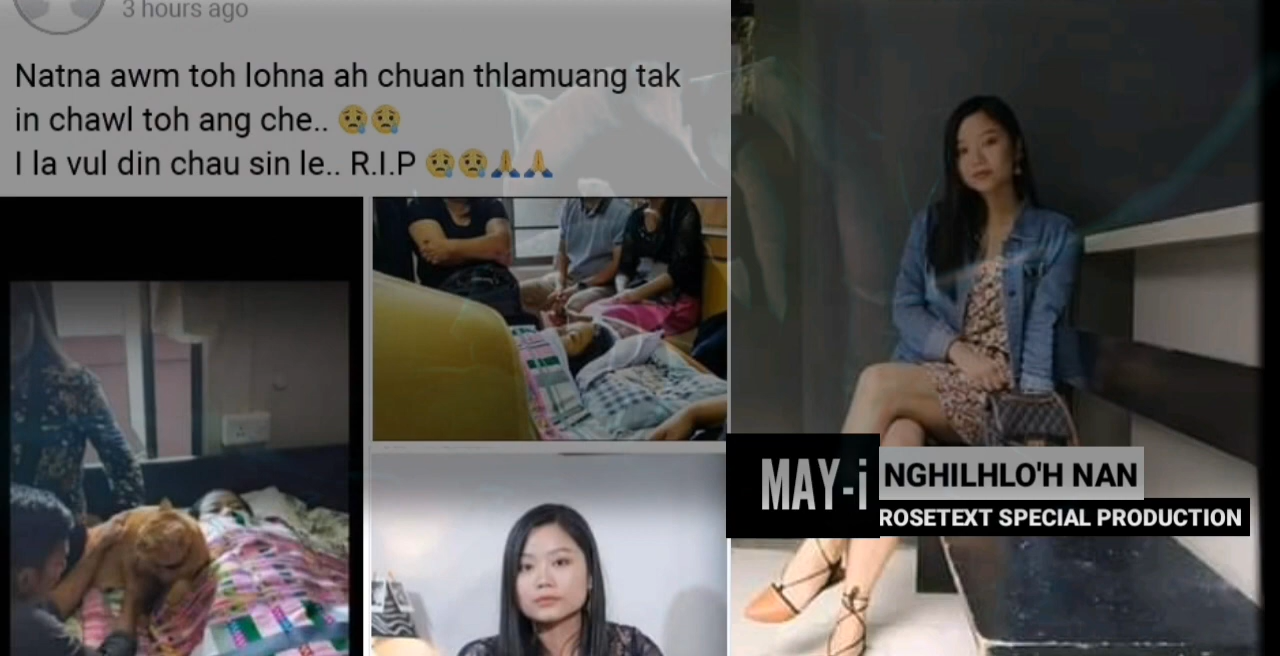 3 hours ago
Natna awm toh lohna ah chuan thlamuang tak
in chawl toh ang che.. 😢😢
I la vul din chau sin le.. R.I.P 😢😢🙏🙏
MAY-i
NGHILHLO'H NAN
ROSETEXT SPECIAL PRODUCTION